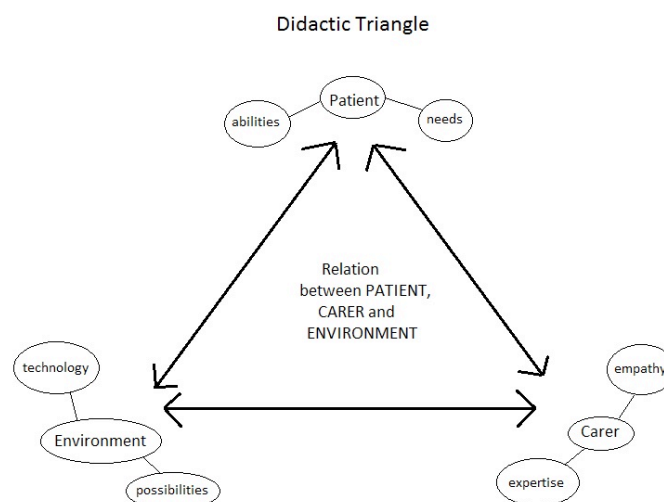 Didactic Triangle
Patient
abilities
needs
Relation
between PATIENT,
CARER and
ENVIRONMENT
technology
empathy
Environment
Carer
possibilities
expertise